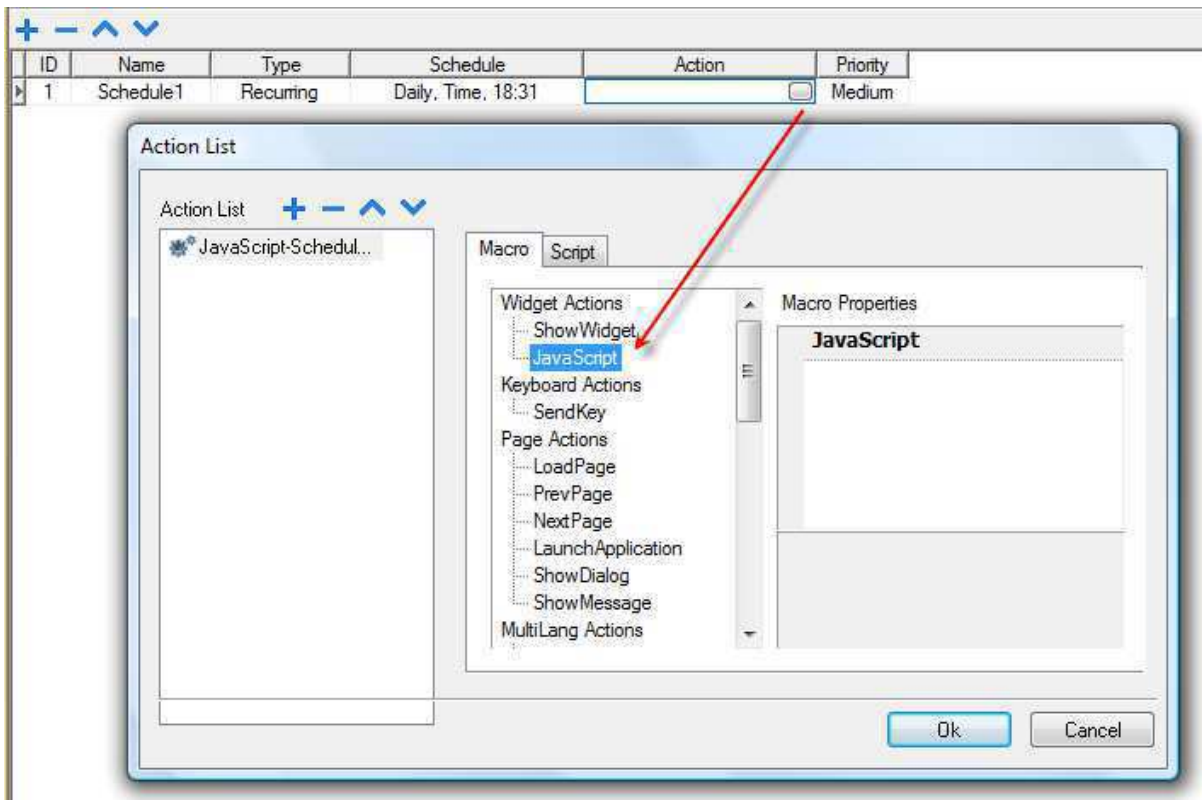 ID Name Type Schedule Action Priority
1 Schedule1 Recurring Daily, Time, 18:31 Medium
Action List
Action List
JavaScript-Schedul...
Macro Script
Widget Actions
ShowWidget
JavaScript
Keyboard Actions
SendKey
Page Actions
LoadPage
PrevPage
NextPage
LaunchApplication
ShowDialog
ShowMessage
MultiLang Actions
Macro Properties
JavaScript
Ok Cancel